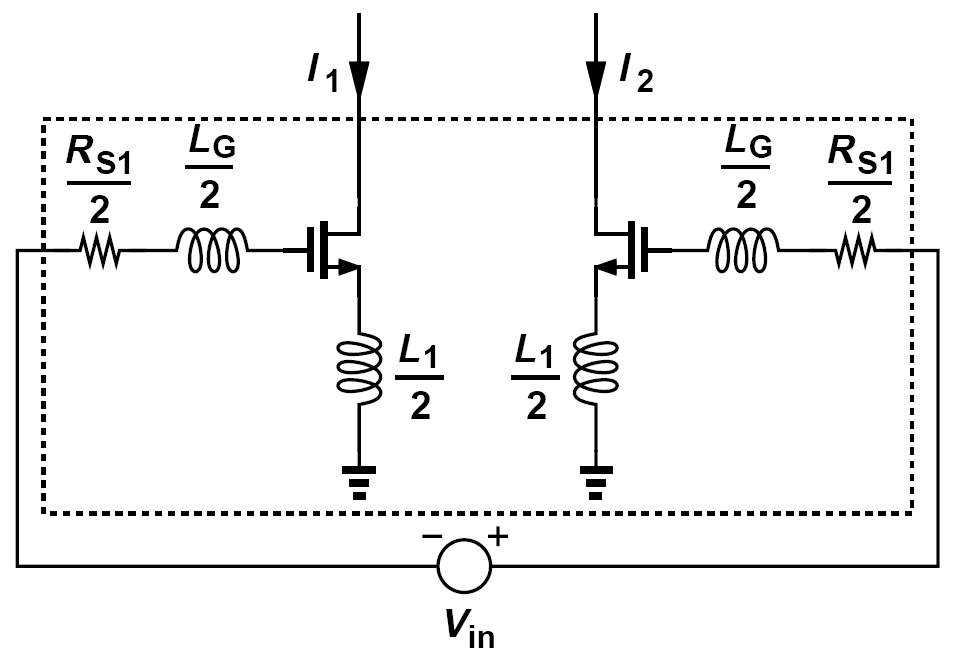 I1 I2
RS1/2 LG/2 LG/2 RS1/2
L1/2 L1/2
− +
Vin